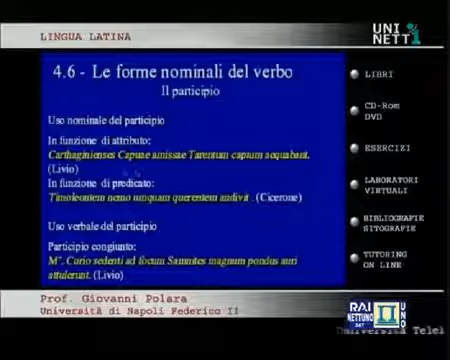 LINGUA LATINA
UNI
NETT
4.6 - Le forme nominali del verbo
Il participio
Uso nominale del participio
In funzione di attributo:
Carthaginienses Capuae amissae Tarentum captum aequabant.
(Livio)
In funzione di predicato:
Timoleontem nemo umquam querentem audivit . (Cicerone)
Uso verbale del participio
Participio congiunto:
M'. Curio sedenti ad focum Samnites magnum pondus auri
attulerunt. (Livio)
LIBRI
CD-Rom
DVD
ESERCIZI
LABORATORI
VIRTUALI
BIBLIOGRAFIE
SITOGRAFIE
TUTORING
ON LINE
Prof. Giovanni Polara
Università di Napoli Federico II
RAI
NETTUNO
SAT
UNO
Università Tele